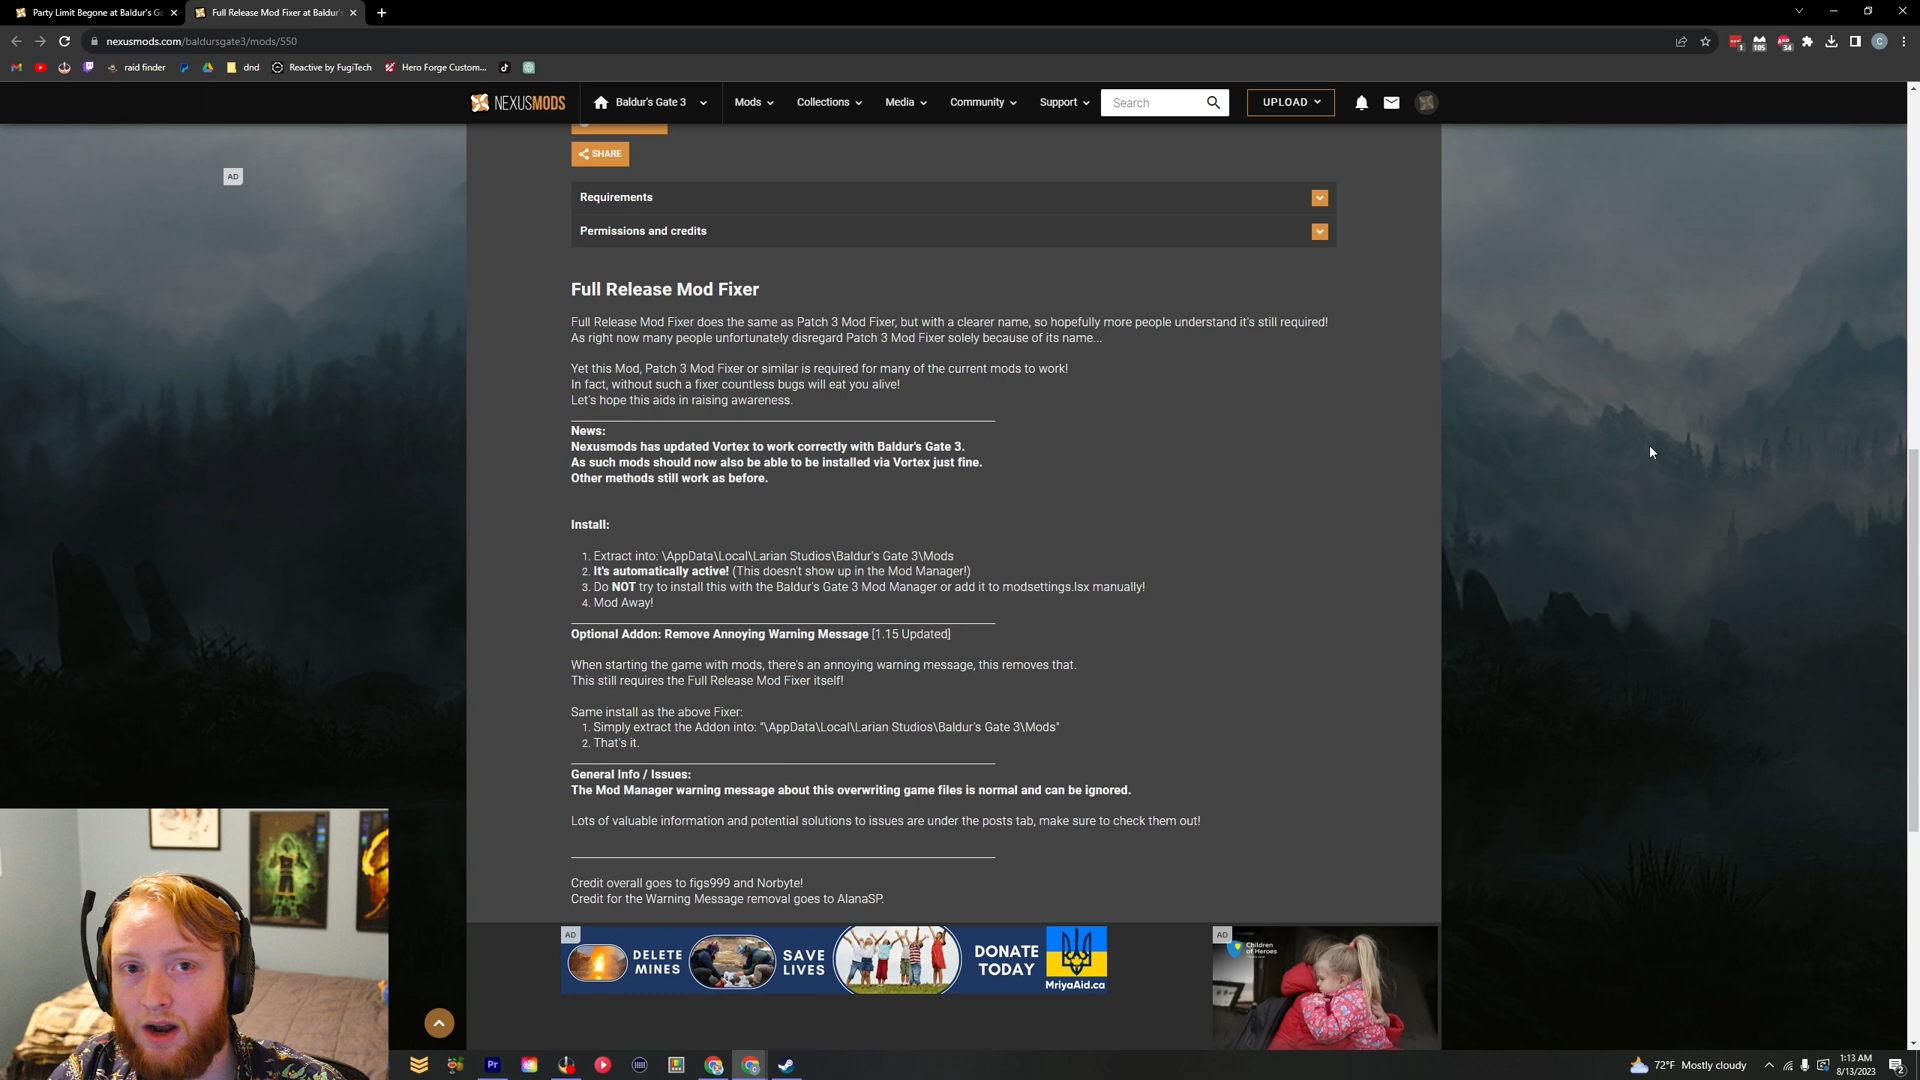 Party Limit Begone at Baldur's Ga
Full Release Mod Fixer at Baldur's
nexusmods.com/baldursgate3/mods/550
1
105
34
C
raid finder
dnd
Reactive by FugiTech
Hero Forge Custom...
NEXUSMODS
Baldur's Gate 3
Mods
Collections
Media
Community
Support
Search
UPLOAD
AD
SHARE
Requirements
Permissions and credits
Full Release Mod Fixer
Full Release Mod Fixer does the same as Patch 3 Mod Fixer, but with a clearer name, so hopefully more people understand it's still required!
As right now many people unfortunately disregard Patch 3 Mod Fixer solely because of its name...
Yet this Mod, Patch 3 Mod Fixer or similar is required for many of the current mods to work!
In fact, without such a fixer countless bugs will eat you alive!
Let's hope this aids in raising awareness.
News:
Nexusmods has updated Vortex to work correctly with Baldur's Gate 3.
As such mods should now also be able to be installed via Vortex just fine.
Other methods still work as before.
Install:
1. Extract into: \AppData\Local\Larian Studios\Baldur's Gate 3\Mods
2. It's automatically active! (This doesn't show up in the Mod Manager!)
3. Do NOT try to install this with the Baldur's Gate 3 Mod Manager or add it to modsettings.lsx manually!
4. Mod Away!
Optional Addon: Remove Annoying Warning Message [1.15 Updated]
When starting the game with mods, there's an annoying warning message, this removes that.
This still requires the Full Release Mod Fixer itself!
Same install as the above Fixer:
1. Simply extract the Addon into: "\AppData\Local\Larian Studios\Baldur's Gate 3\Mods"
2. That's it.
General Info / Issues:
The Mod Manager warning message about this overwriting game files is normal and can be ignored.
Lots of valuable information and potential solutions to issues are under the posts tab, make sure to check them out!
Credit overall goes to figs999 and Norbyte!
Credit for the Warning Message removal goes to AlanaSP.
AD
DELETE
MINES
SAVE
LIVES
DONATE
TODAY
MriyaAid.ca
AD
Children
of Heroes
Pr
72°F Mostly cloudy
1:13 AM
8/13/2023
2